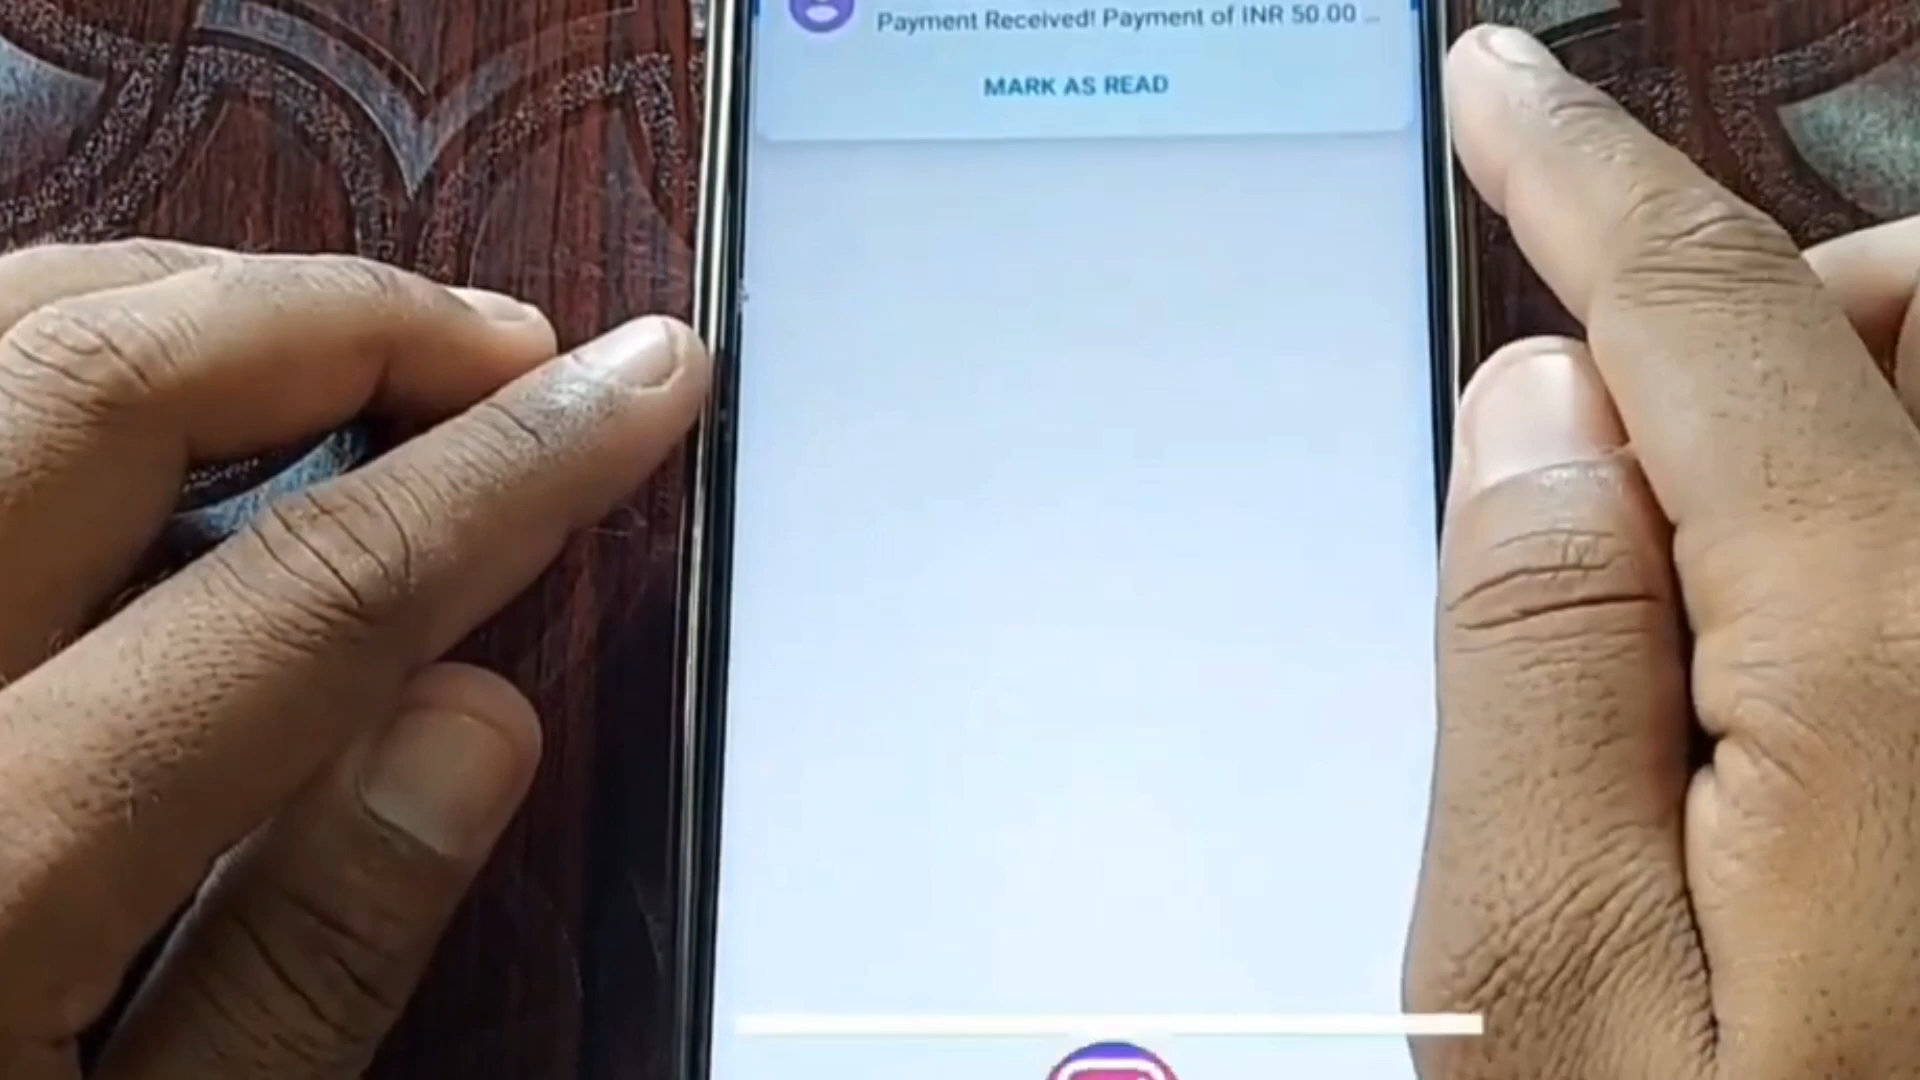 Payment Received! Payment of INR 50.00 ...
MARK AS READ